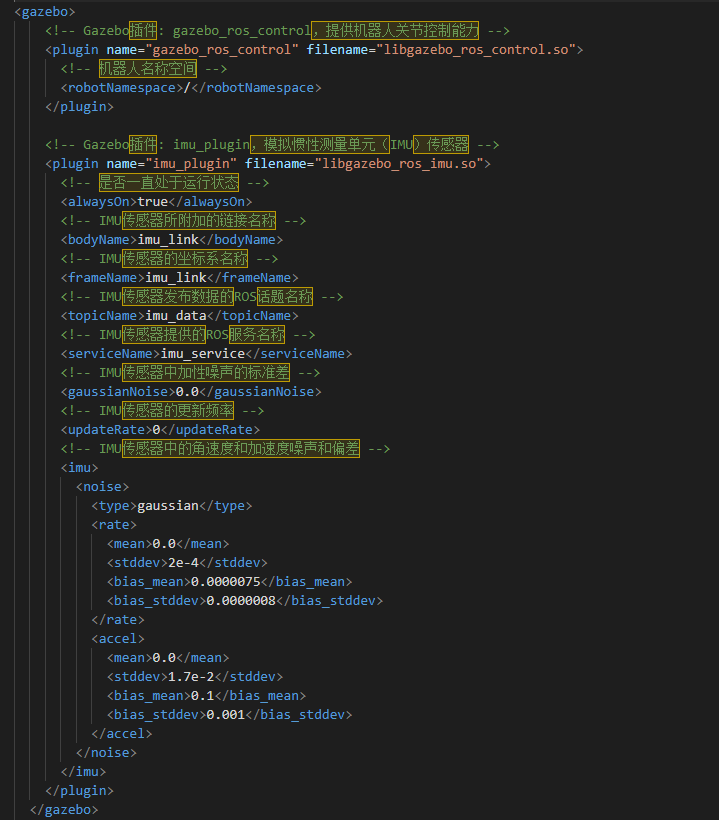 <gazebo>
<!-- Gazebo插件: gazebo_ros_control，提供机器人关节控制能力 -->
<plugin name="gazebo_ros_control" filename="libgazebo_ros_control.so">
<!-- 机器人名称空间 -->
<robotNamespace>/</robotNamespace>
</plugin>
<!-- Gazebo插件: imu_plugin，模拟惯性测量单元（IMU）传感器 -->
<plugin name="imu_plugin" filename="libgazebo_ros_imu.so">
<!-- 是否一直处于运行状态 -->
<alwaysOn>true</alwaysOn>
<!-- IMU传感器所附加的链接名称 -->
<bodyName>imu_link</bodyName>
<!-- IMU传感器的坐标系名称 -->
<frameName>imu_link</frameName>
<!-- IMU传感器发布数据的ROS话题名称 -->
<topicName>imu_data</topicName>
<!-- IMU传感器提供的ROS服务名称 -->
<serviceName>imu_service</serviceName>
<!-- IMU传感器中加性噪声的标准差 -->
<gaussianNoise>0.0</gaussianNoise>
<!-- IMU传感器的更新频率 -->
<updateRate>0</updateRate>
<!-- IMU传感器中的角速度和加速度噪声和偏差 -->
<imu>
<noise>
<type>gaussian</type>
<rate>
<mean>0.0</mean>
<stddev>2e-4</stddev>
<bias_mean>0.0000075</bias_mean>
<bias_stddev>0.0000008</bias_stddev>
</rate>
<accel>
<mean>0.0</mean>
<stddev>1.7e-2</stddev>
<bias_mean>0.1</bias_mean>
<bias_stddev>0.001</bias_stddev>
</accel>
</noise>
</imu>
</plugin>
</gazebo>